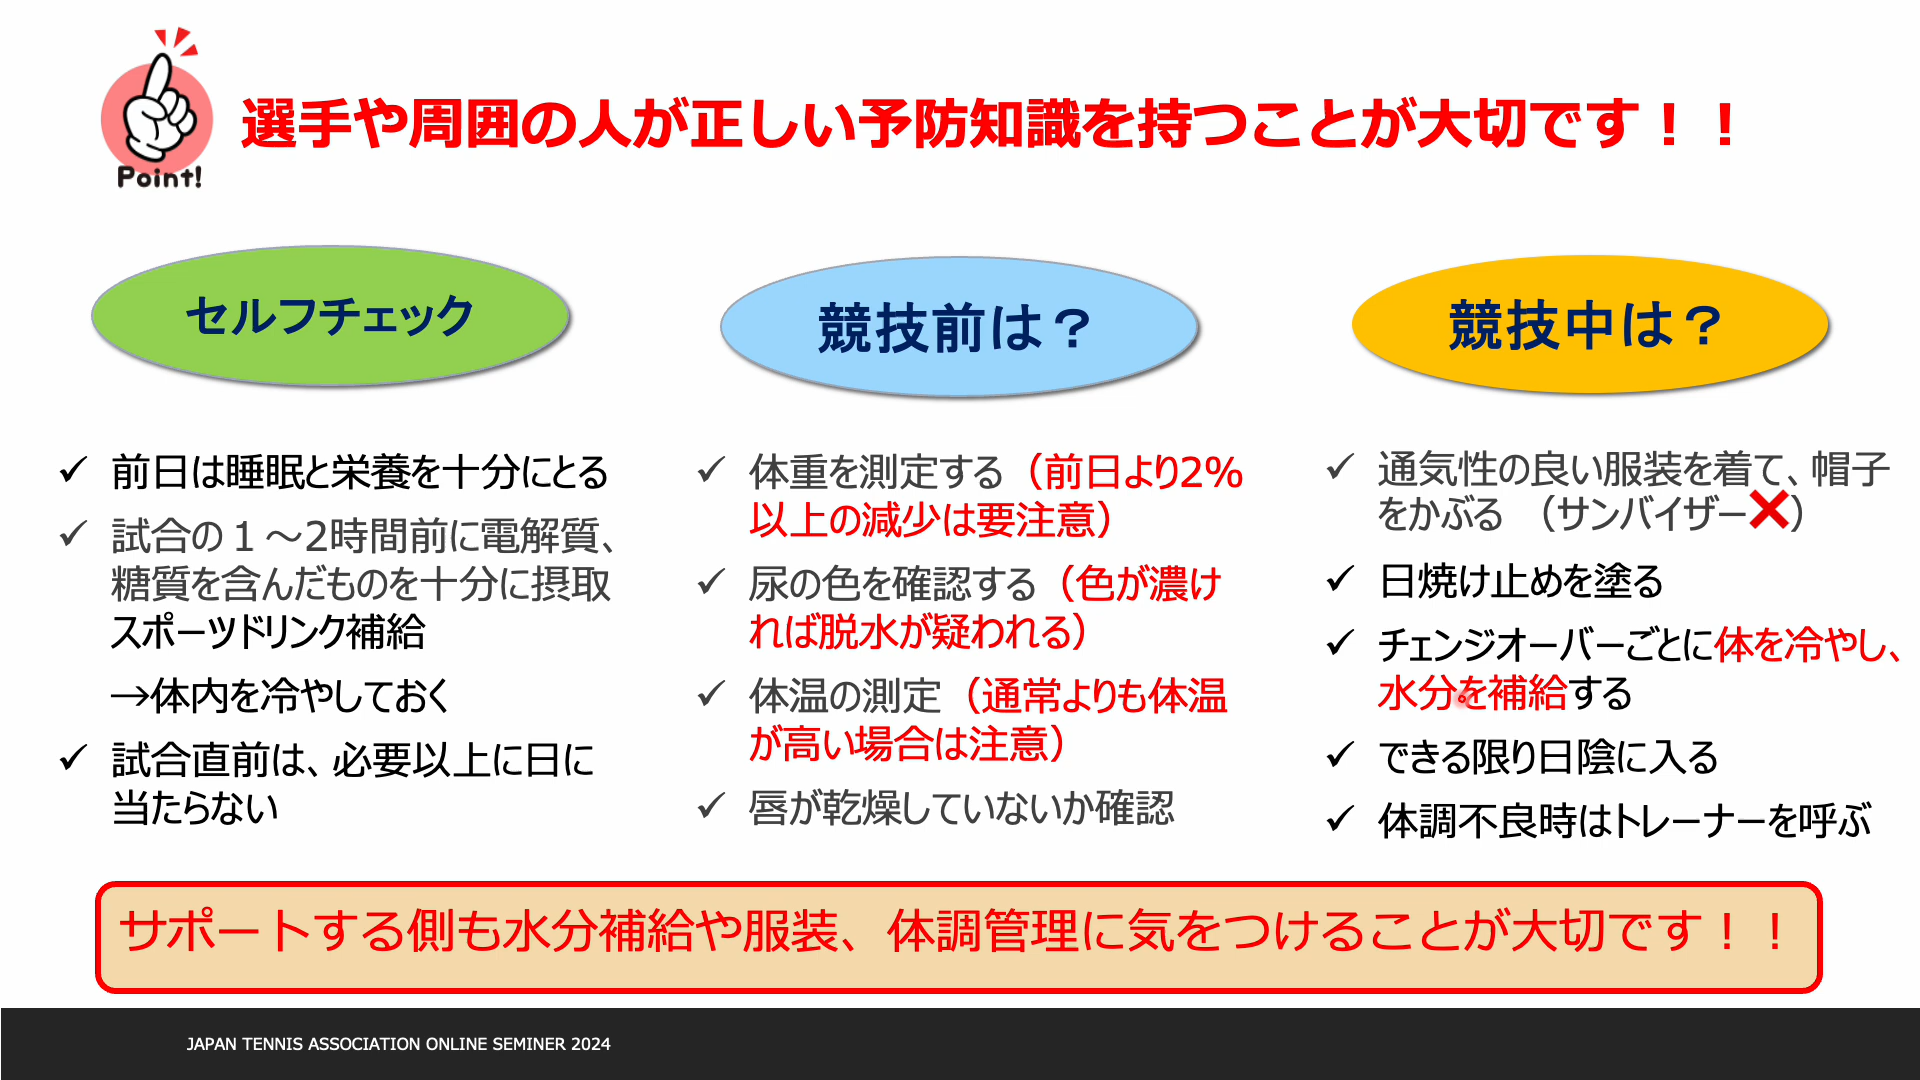 Point!
選手や周囲の人が正しい予防知識を持つことが大切です！！
セルフチェック
✓ 前日は睡眠と栄養を十分にとる
✓ 試合の１～2時間前に電解質、
糖質を含んだものを十分に摂取
スポーツドリンク補給
→体内を冷やしておく
✓ 試合直前は、必要以上に日に
当たらない
競技前は？
✓ 体重を測定する（前日より2%
以上の減少は要注意）
✓ 尿の色を確認する（色が濃け
れば脱水が疑われる）
✓ 体温の測定（通常よりも体温
が高い場合は注意）
✓ 唇が乾燥していないか確認
競技中は？
✓ 通気性の良い服装を着て、帽子
をかぶる （サンバイザー❌）
✓ 日焼け止めを塗る
✓ チェンジオーバーごとに体を冷やし、
水分を補給する
✓ できる限り日陰に入る
✓ 体調不良時はトレーナーを呼ぶ
サポートする側も水分補給や服装、体調管理に気をつけることが大切です！！
JAPAN TENNIS ASSOCIATION ONLINE SEMINER 2024